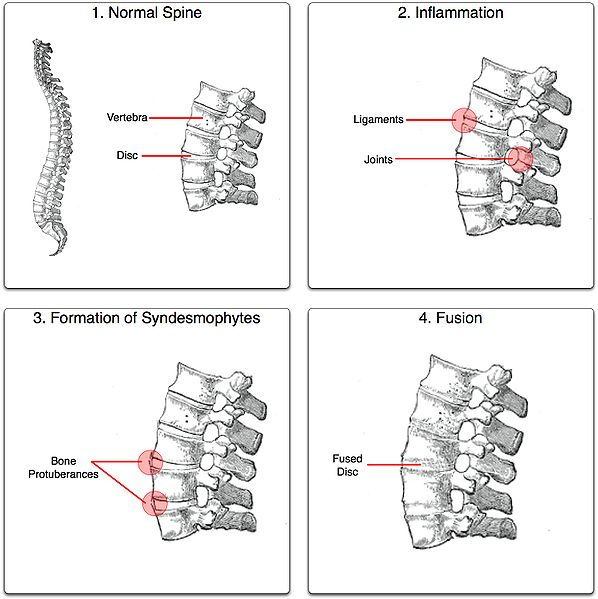 1. Normal Spine
Vertebra
Disc
2. Inflammation
Ligaments
Joints
3. Formation of Syndesmophytes
Bone
Protuberances
4. Fusion
Fused
Disc